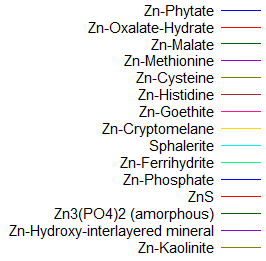 Zn-Phytate
Zn-Oxalate-Hydrate
Zn-Malate
Zn-Methionine
Zn-Cysteine
Zn-Histidine
Zn-Goethite
Zn-Cryptomelane
Sphalerite
Zn-Ferrihydrite
Zn-Phosphate
ZnS
Zn3(PO4)2 (amorphous)
Zn-Hydroxy-interlayered mineral
Zn-Kaolinite